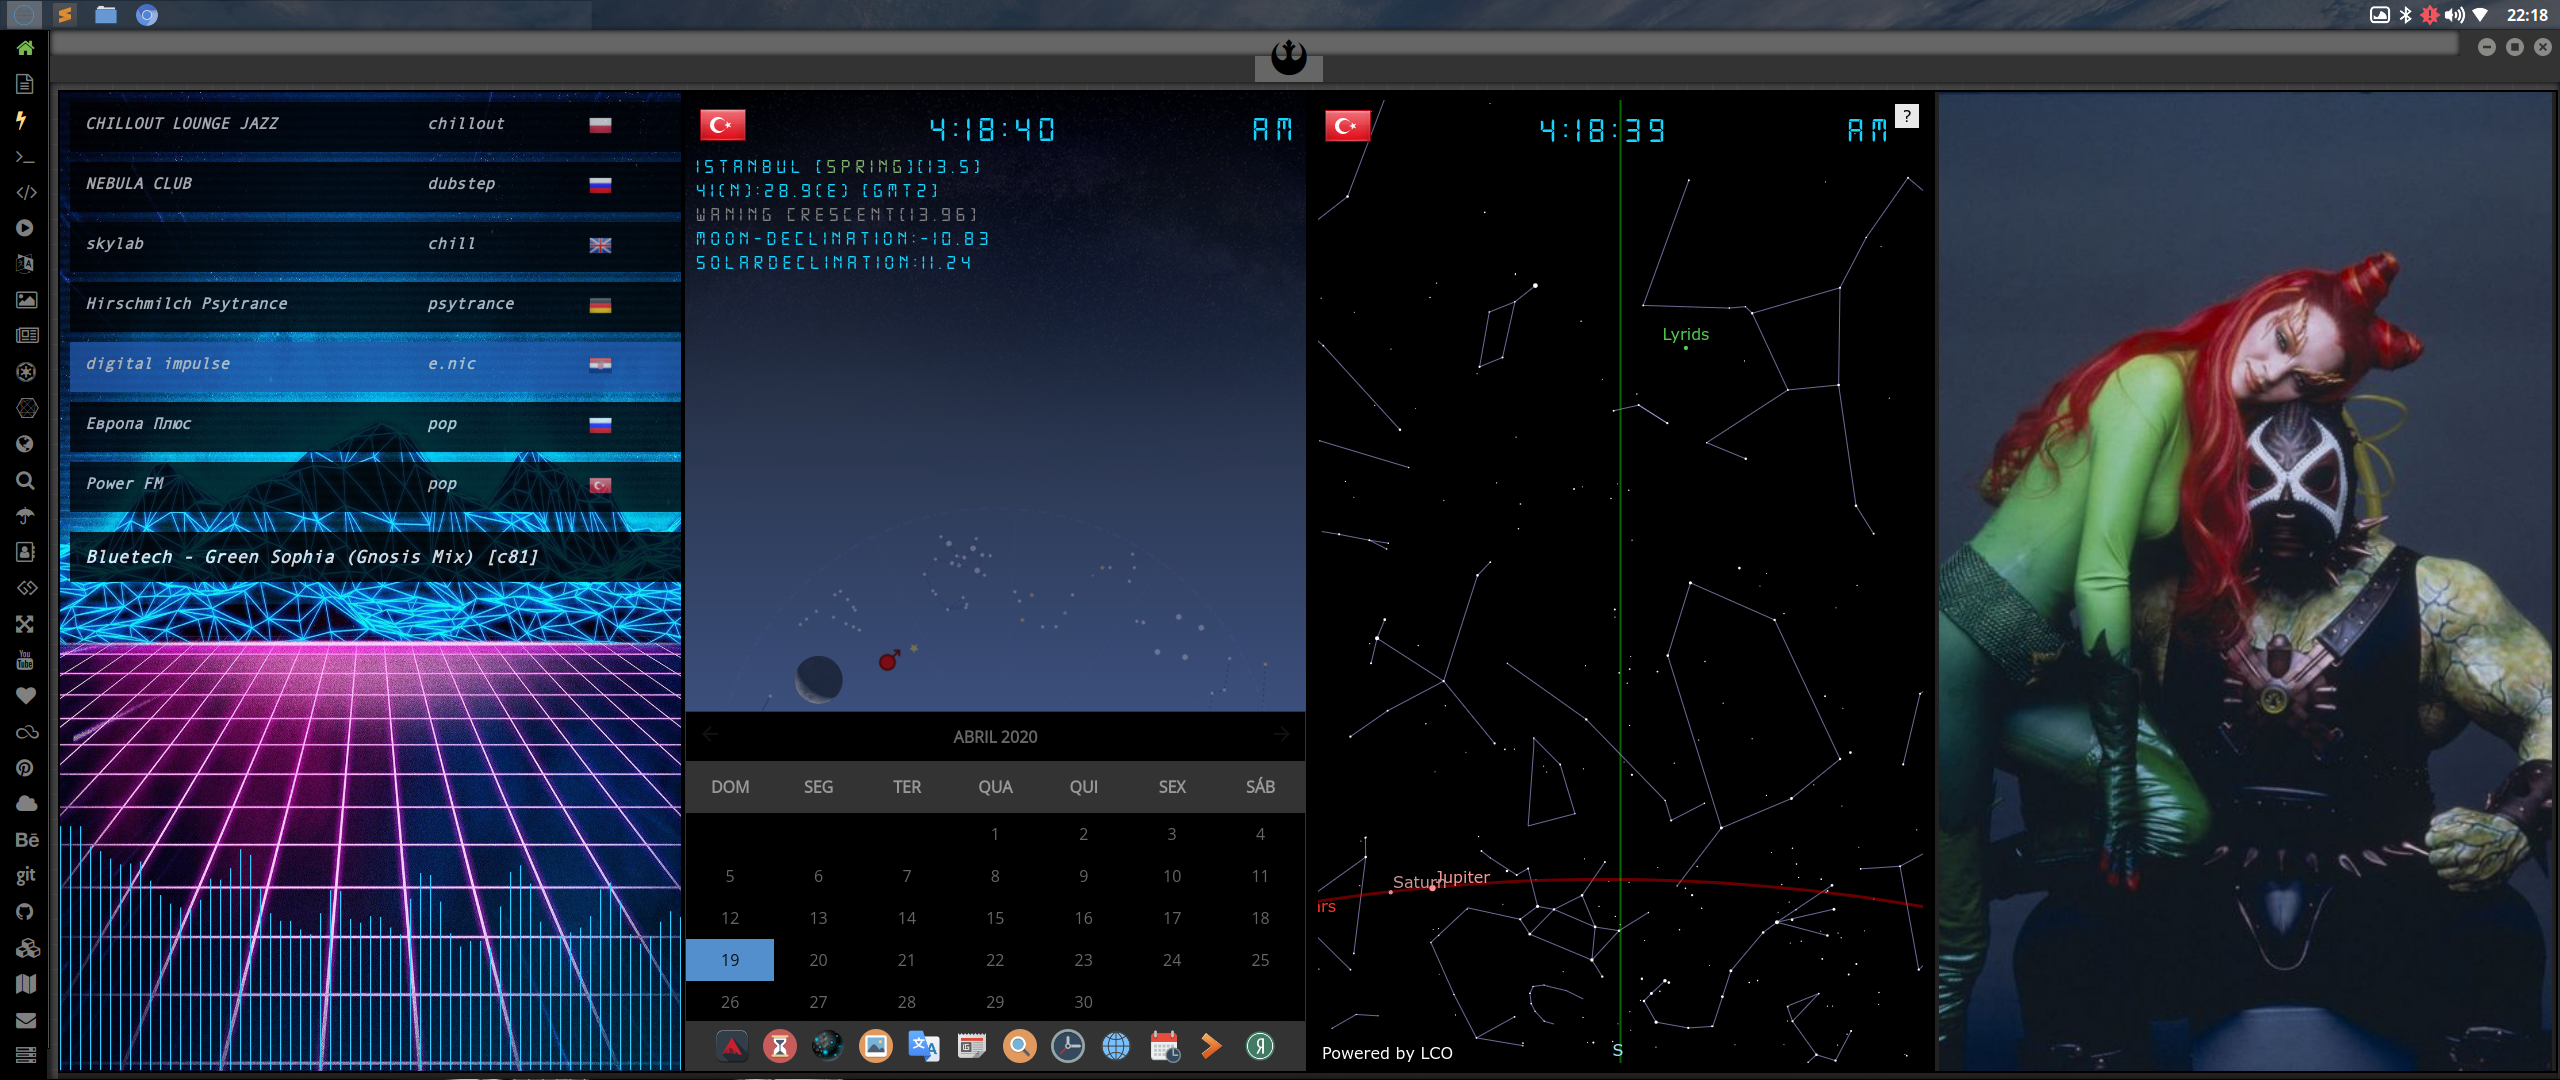 22:18
CHILLOUT LOUNGE JAZZ chillout
NEBULA CLUB dubstep
skylab chill
Hirschmilch Psytrance psytrance
digital impulse e.nic
Европа Плюс pop
Power FM pop
Bluetech - Green Sophia (Gnosis Mix) [c81]
You
Tube
Bē
git
4:18:40 AM
ISTANBUL [SPRING][13.5]
41(N):28.9(E) [GMT2]
WANING CRESCENT[13.96]
MOON-DECLINATION:-10.83
SOLARDECLINATION:11.24
ABRIL 2020
DOM SEG TER QUA QUI SEX SÁB
1 2 3 4
5 6 7 8 9 10 11
12 13 14 15 16 17 18
19 20 21 22 23 24 25
26 27 28 29 30
4:18:39 AM
?
Lyrids
Saturn
Jupiter
irs
S
Powered by LCO